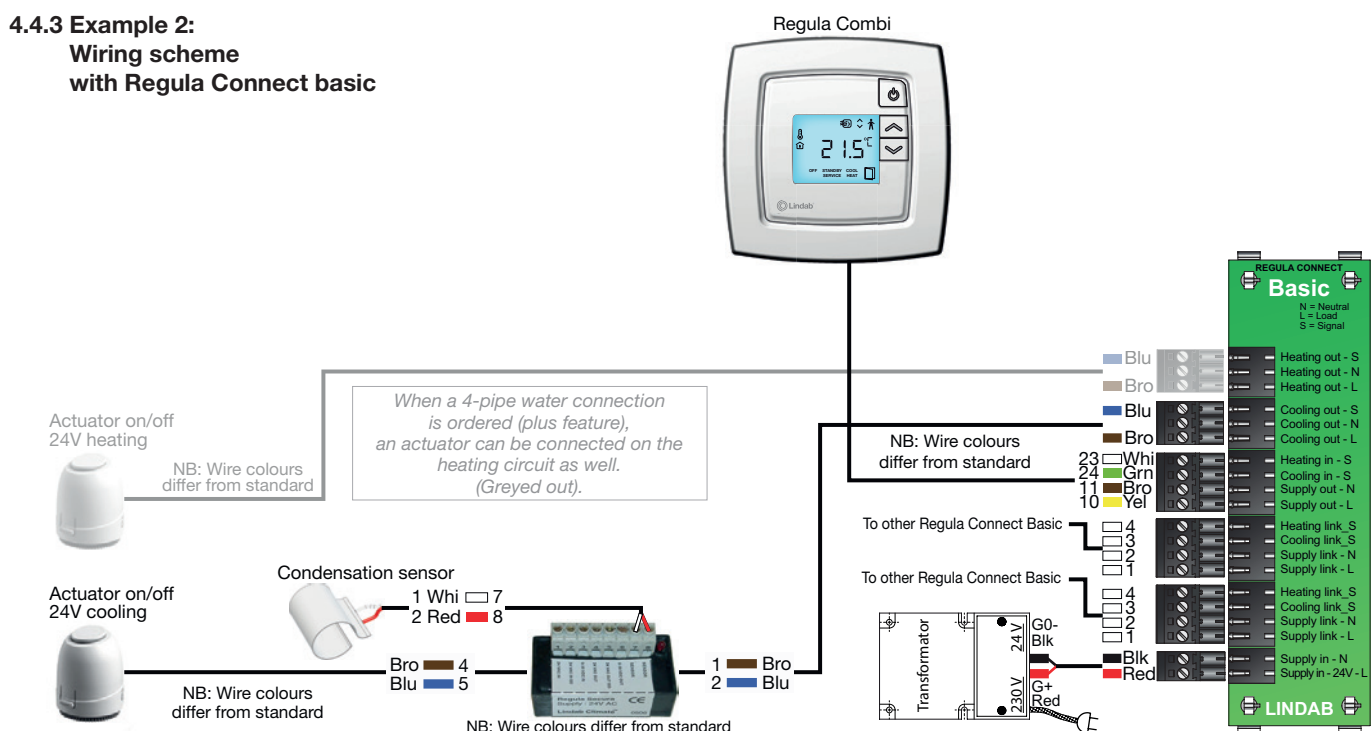 4.4.3 Example 2:
Wiring scheme
with Regula Connect basic
Regula Combi
21.5 °C
OFF STANDBY COOL
SERVICE HEAT
Lindab
REGULA CONNECT
Basic
N = Neutral
L = Load
S = Signal
Blu
Bro
Heating out - S
Heating out - N
Heating out - L
Blu
Bro
Cooling out - S
Cooling out - N
Cooling out - L
NB: Wire colours
differ from standard
23 Whi
24 Grn
11 Bro
10 Yel
Heating in - S
Cooling in - S
Supply out - N
Supply out - L
To other Regula Connect Basic
4
3
2
1
Heating link_S
Cooling link_S
Supply link - N
Supply link - L
To other Regula Connect Basic
4
3
2
1
Heating link_S
Cooling link_S
Supply link - N
Supply link - L
Transformator
24 V
230 V
G0-
Blk
G+
Red
Blk
Red
Supply in - N
Supply in - 24V - L
LINDAB
Actuator on/off
24V heating
NB: Wire colours
differ from standard
When a 4-pipe water connection
is ordered (plus feature),
an actuator can be connected on the
heating circuit as well.
(Greyed out).
Condensation sensor
1 Whi 7
2 Red 8
Actuator on/off
24V cooling
Bro 4
Blu 5
NB: Wire colours
differ from standard
Regula Secura
Supply : 24V AC
Lindab Climate
CE
1 Bro
2 Blu
NB: Wire colours differ from standard